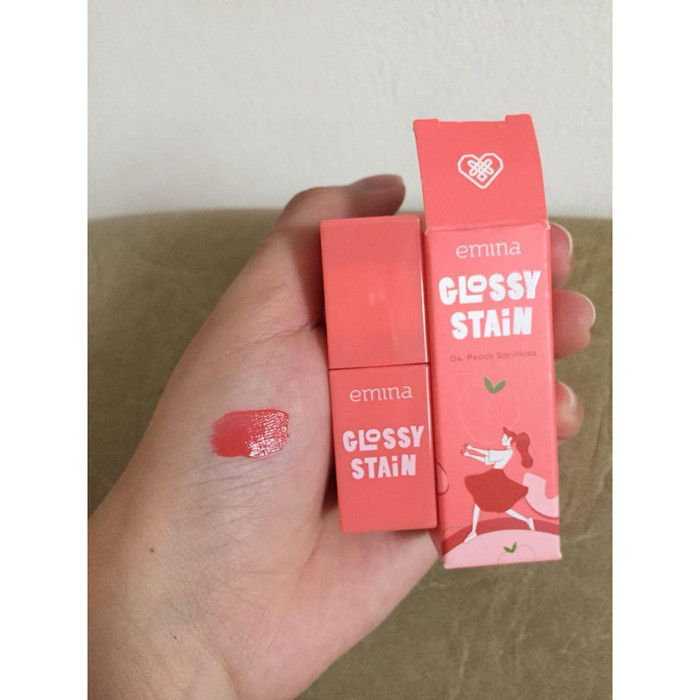 emina
GLOSSY
STAiN
emina
GLOSSY
STAiN
04. Peach Sprinkles